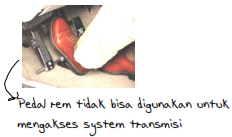 Pedal rem tidak bisa digunakan untuk
mengakses system transmisi